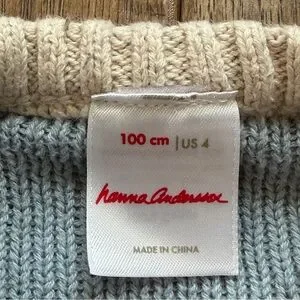 100 cm | US 4
hanna andersson
MADE IN CHINA